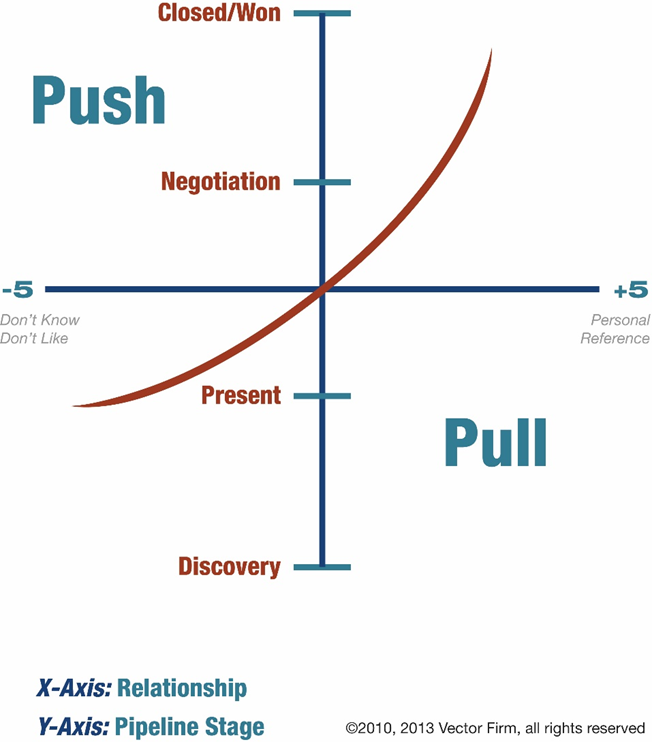 Closed/Won
Push
Negotiation
-5
+5
Don't Know
Don't Like
Personal
Reference
Present
Pull
Discovery
X-Axis: Relationship
Y-Axis: Pipeline Stage
©2010, 2013 Vector Firm, all rights reserved